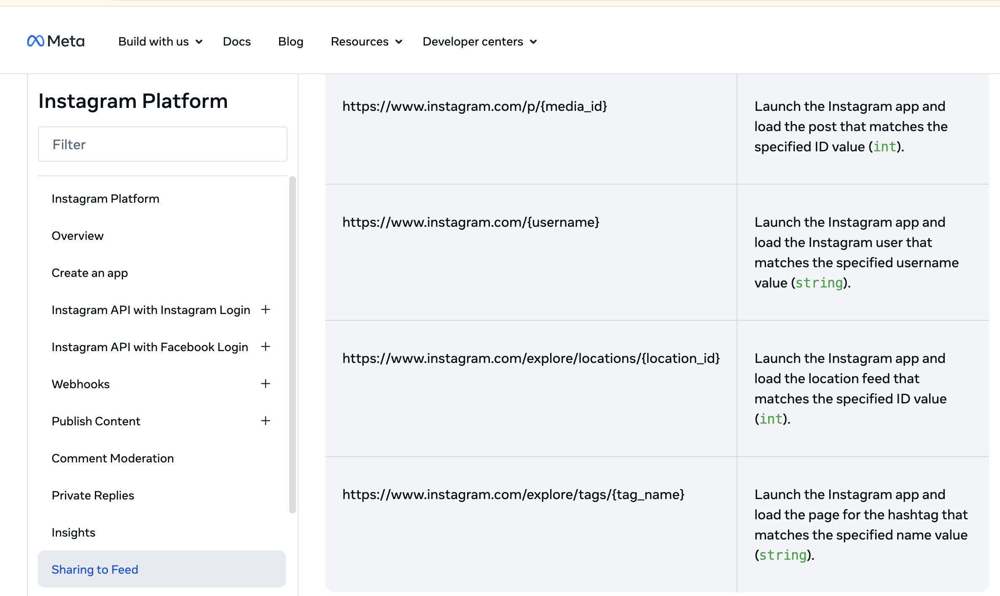 Meta
Build with us
Docs
Blog
Resources
Developer centers
Instagram Platform
Filter
Instagram Platform
Overview
Create an app
Instagram API with Instagram Login
Instagram API with Facebook Login
Webhooks
Publish Content
Comment Moderation
Private Replies
Insights
Sharing to Feed
https://www.instagram.com/p/{media_id}
Launch the Instagram app and
load the post that matches the
specified ID value (int).
https://www.instagram.com/{username}
Launch the Instagram app and
load the Instagram user that
matches the specified username
value (string).
https://www.instagram.com/explore/locations/{location_id}
Launch the Instagram app and
load the location feed that
matches the specified ID value
(int).
https://www.instagram.com/explore/tags/{tag_name}
Launch the Instagram app and
load the page for the hashtag that
matches the specified name value
(string).